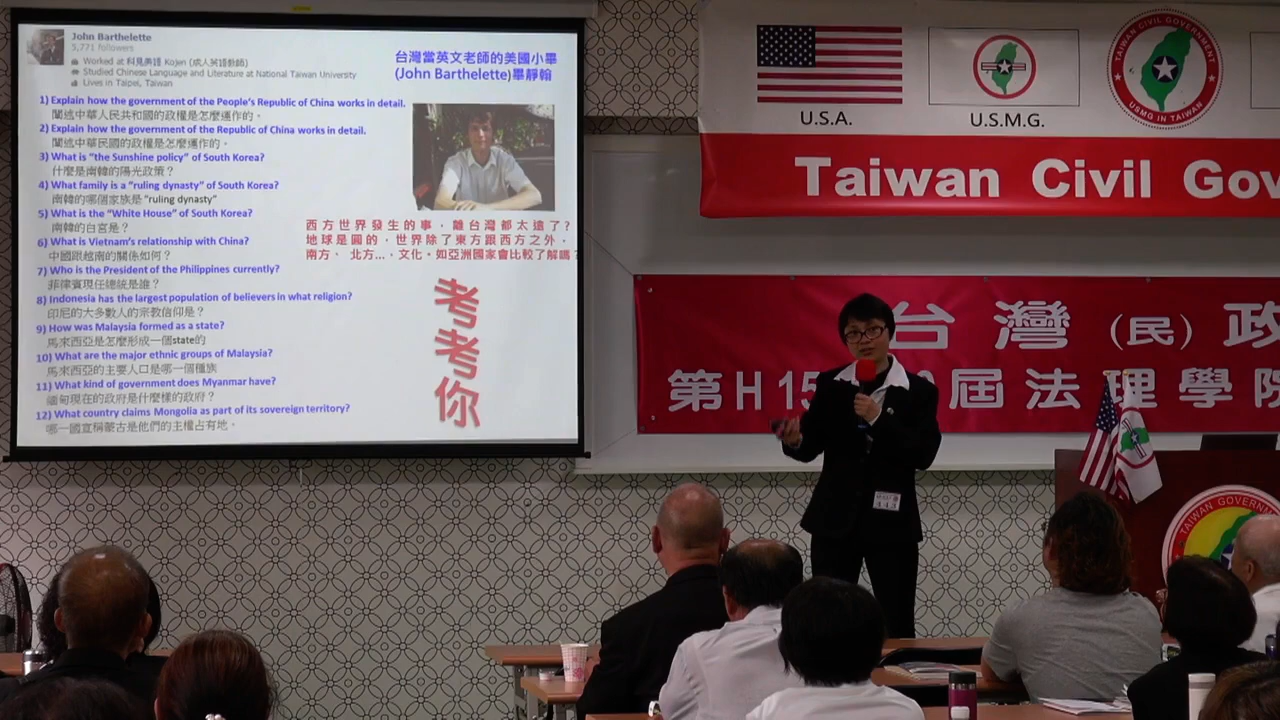 John Barthelette
5,771 followers
Worked at 科見美語 Kojen (成人英語教師)
Studied Chinese Language and Literature at National Taiwan University
Lives in Taipei, Taiwan
台灣當英文老師的美國小畢
(John Barthelette)畢靜翰
1) Explain how the government of the People's Republic of China works in detail.
闡述中華人民共和國的政權是怎麼運作的。
2) Explain how the government of the Republic of China works in detail.
闡述中華民國的政權是怎麼運作的。
3) What is "the Sunshine policy" of South Korea?
什麼是南韓的陽光政策？
4) What family is a "ruling dynasty" of South Korea?
南韓的哪個家族是 "ruling dynasty"
5) What is the "White House" of South Korea?
南韓的白宮是？
6) What is Vietnam's relationship with China?
中國跟越南的關係如何？
7) Who is the President of the Philippines currently?
菲律賓現任總統是誰？
8) Indonesia has the largest population of believers in what religion?
印尼的大多數人的宗教信仰是？
9) How was Malaysia formed as a state?
馬來西亞是怎麼形成一個state的
10) What are the major ethnic groups of Malaysia?
馬來西亞的主要人口是哪一個種族
11) What kind of government does Myanmar have?
緬甸現在的政府是什麼樣的政府？
12) What country claims Mongolia as part of its sovereign territory?
哪一國宣稱蒙古是他們的主權占有地。
西方世界發生的事，離台灣都太遠了?
地球是圓的，世界除了東方跟西方之外，
南方、 北方...，文化。如亞洲國家會比較了解嗎?
考考你
U.S.A.
U.S.M.G.
TAIWAN CIVIL GOVERNMENT
USMG IN TAIWAN
Taiwan Civil Gov
台灣(民)政
第H15 屆法理學院
TAIWAN GOVERNMENT